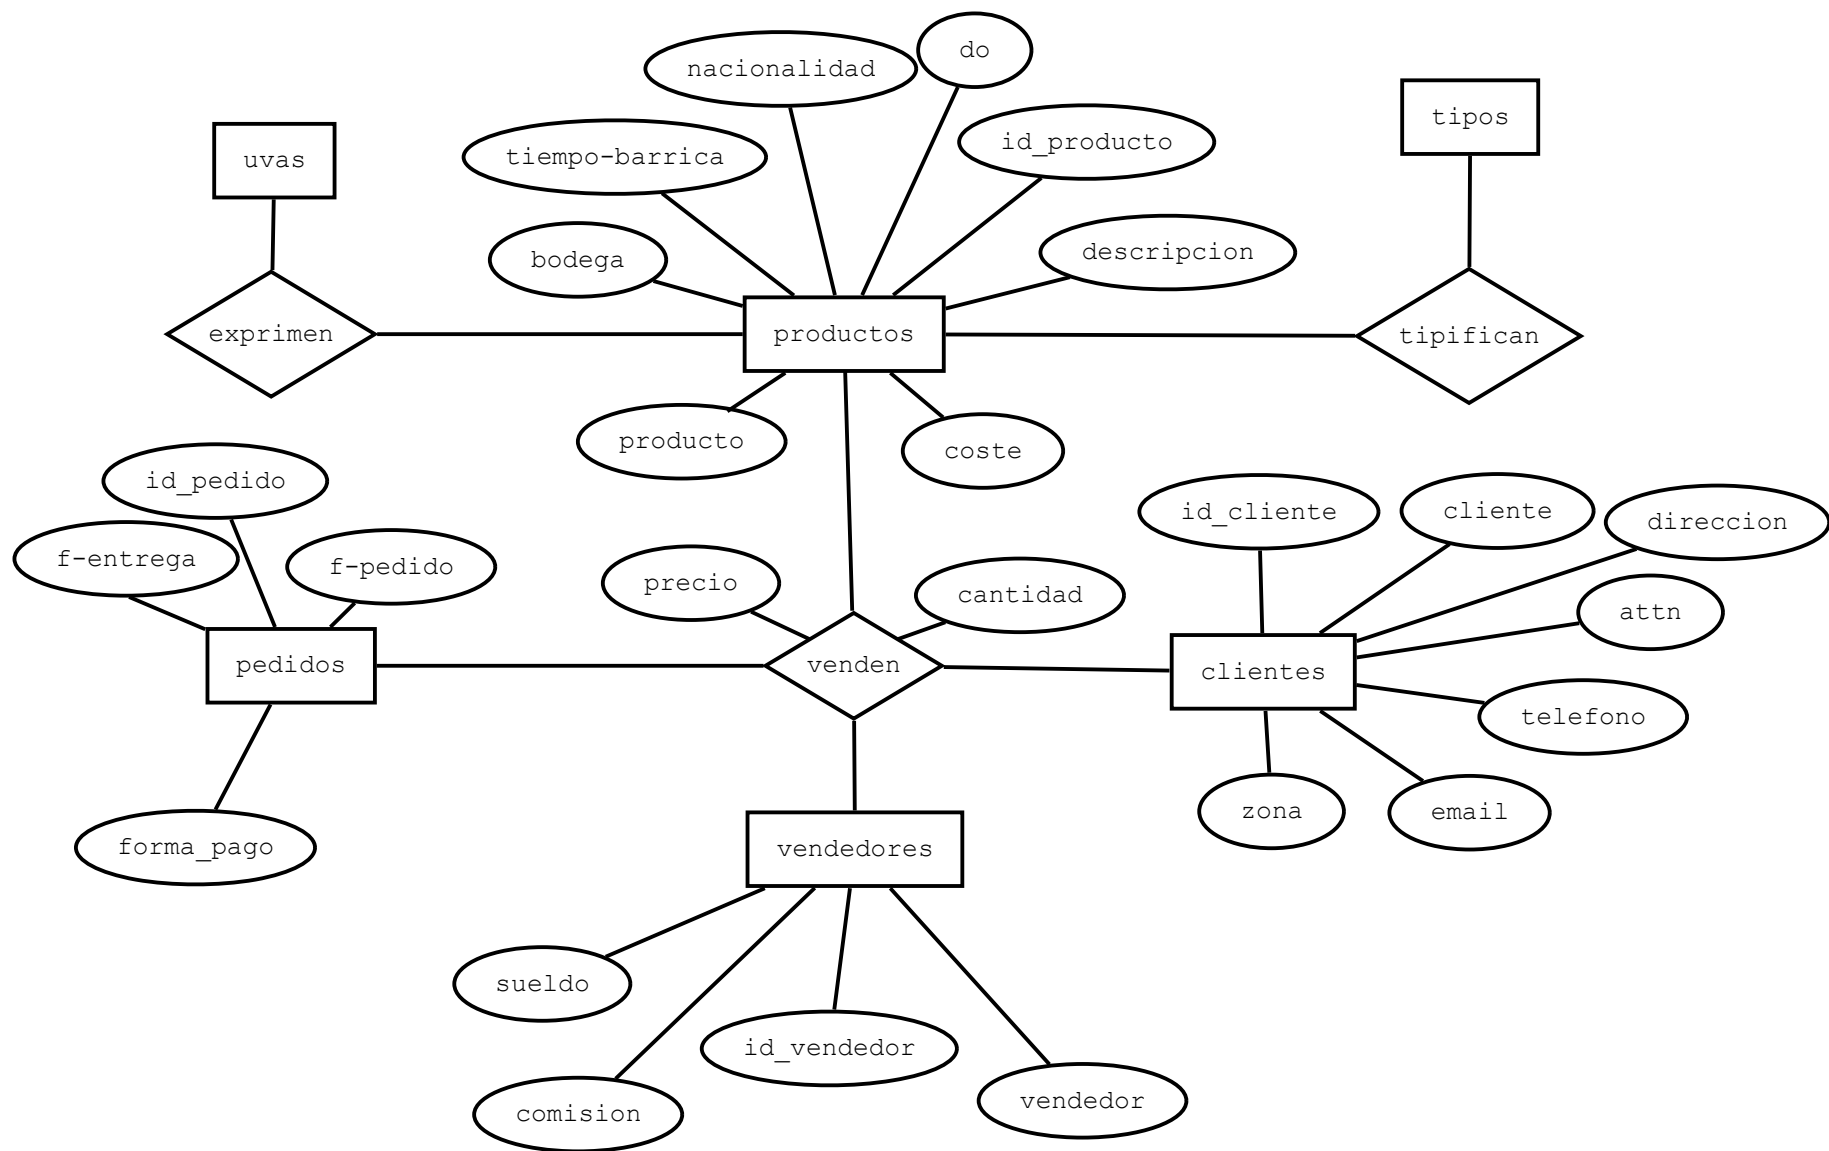 do
nacionalidad
tipos
id_producto
tiempo-barrica
uvas
descripcion
bodega
exprimen
productos
tipifican
producto
coste
id_pedido
id_cliente
cliente
direccion
f-entrega
f-pedido
precio
cantidad
attn
pedidos
venden
clientes
telefono
zona
email
forma_pago
vendedores
sueldo
id_vendedor
vendedor
comision